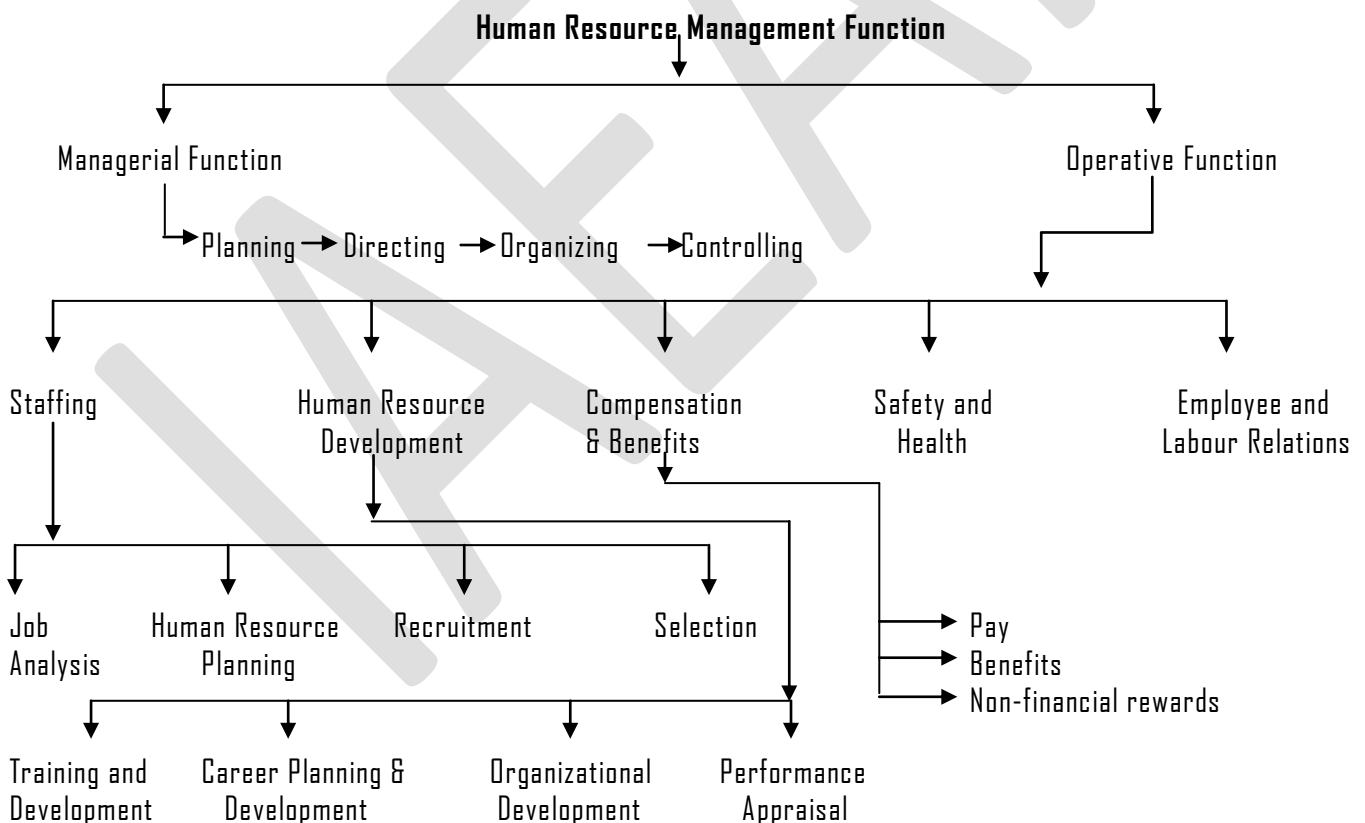 Human Resource Management Function
Managerial Function
Operative Function
Planning
Directing
Organizing
Controlling
Staffing
Human Resource
Development
Compensation
& Benefits
Safety and
Health
Employee and
Labour Relations
Job
Analysis
Human Resource
Planning
Recruitment
Selection
Pay
Benefits
Non-financial rewards
Training and
Development
Career Planning &
Development
Organizational
Development
Performance
Appraisal